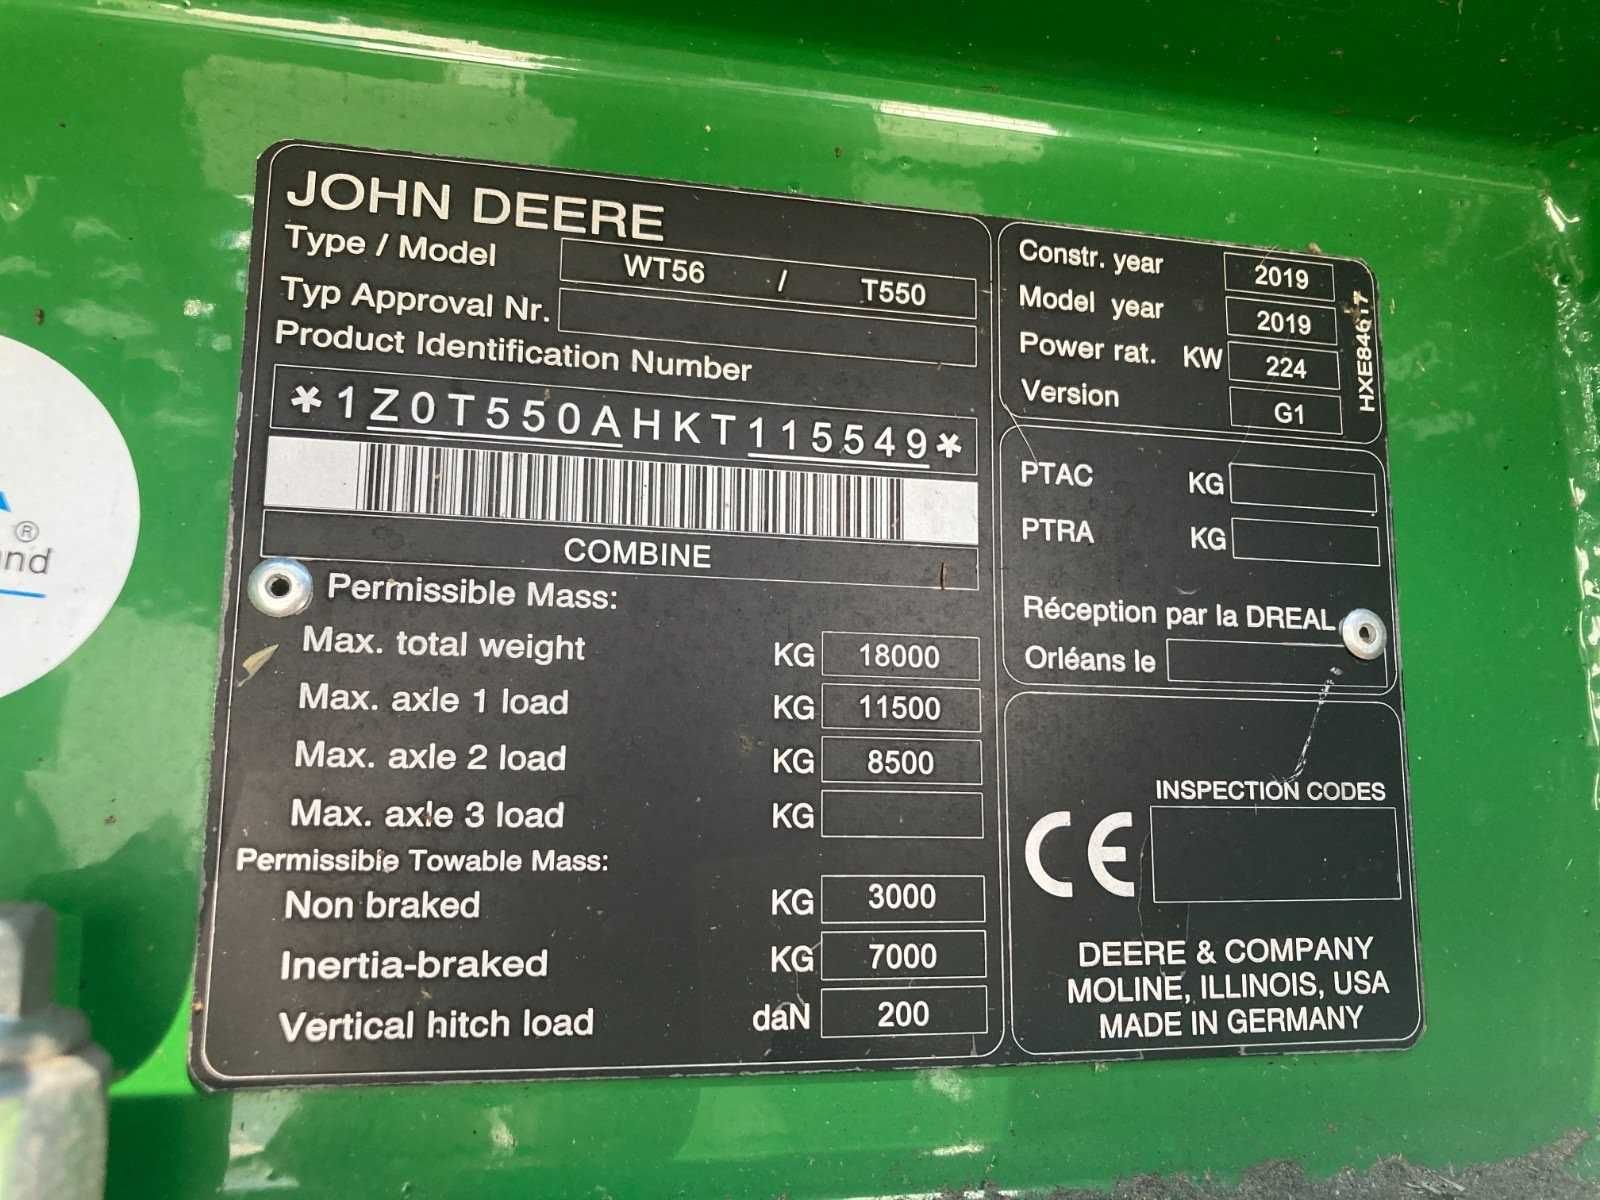 JOHN DEERE
Type / Model WT56 / T550
Typ Approval Nr.
Product Identification Number
*1Z0T550AHKT115549*
COMBINE
Permissible Mass:
Max. total weight KG 18000
Max. axle 1 load KG 11500
Max. axle 2 load KG 8500
Max. axle 3 load KG
Permissible Towable Mass:
Non braked KG 3000
Inertia-braked KG 7000
Vertical hitch load daN 200
Constr. year 2019
Model year 2019
Power rat. KW 224
Version G1
HXE84617
PTAC KG
PTRA KG
Réception par la DREAL
Orléans le
INSPECTION CODES
CE
DEERE & COMPANY
MOLINE, ILLINOIS, USA
MADE IN GERMANY
®